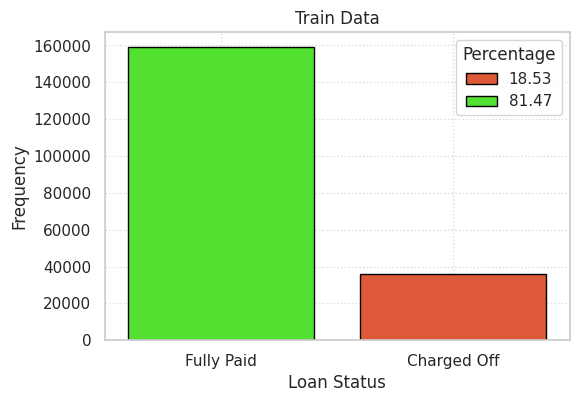 Train Data
Percentage
18.53
81.47
Frequency
160000
140000
120000
100000
80000
60000
40000
20000
0
Fully Paid
Charged Off
Loan Status